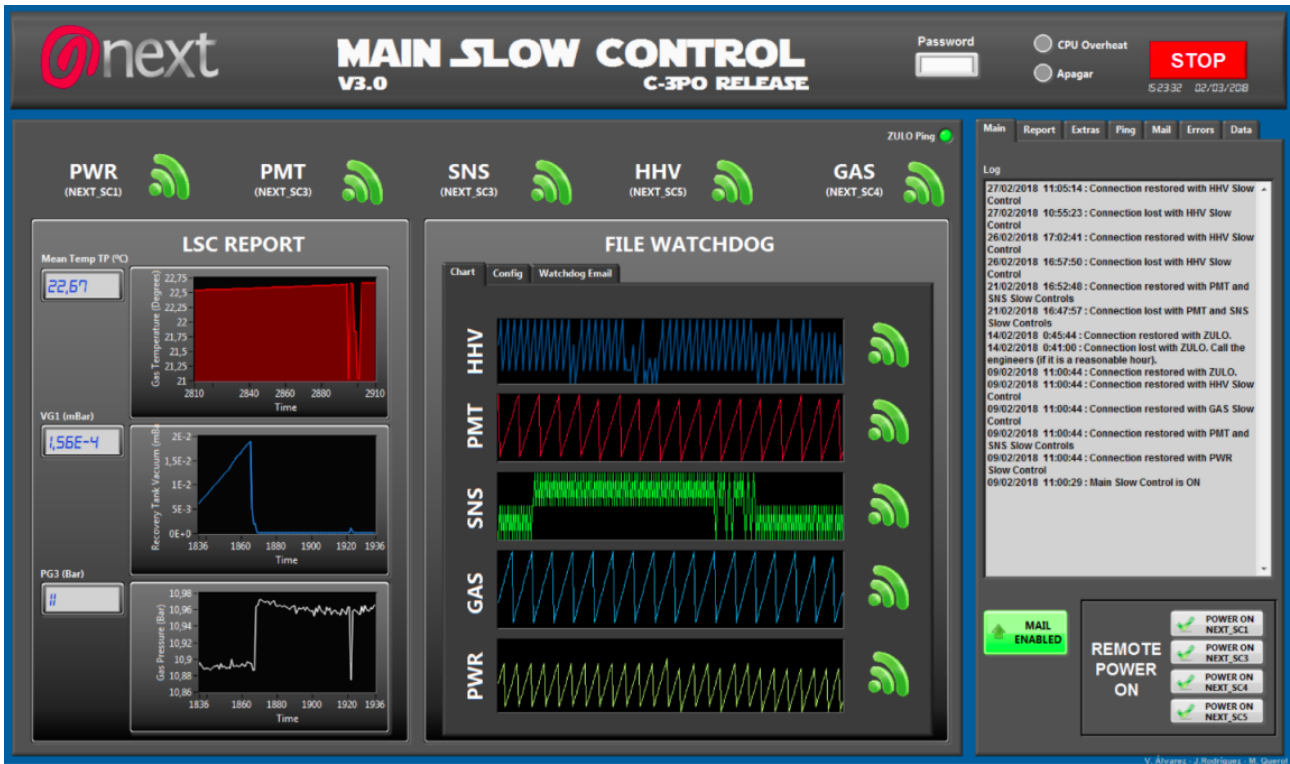 next
MAIN SLOW CONTROL
V3.0
C-3PO RELEASE
Password
CPU Overheat
Apagar
STOP
15:23:32 02/03/2018
ZULO Ping
PWR
(NEXT_SC1)
PMT
(NEXT_SC3)
SNS
(NEXT_SC3)
HHV
(NEXT_SC5)
GAS
(NEXT_SC4)
LSC REPORT
Mean Temp TP (ºC)
22,67
Gas Temperature (Degrees)
22,75
22,5
22,25
22
21,75
21,5
21,25
21
2810 2840 2860 2880 2910
Time
VG1 (mBar)
1,56E-4
Recovery Tank Vacuum (mBa
2E-2
1,5E-2
1E-2
5E-3
0E+0
1836 1860 1880 1900 1920 1936
Time
PG3 (Bar)
11
Gas Pressure (Bar)
10,98
10,96
10,94
10,92
10,9
10,88
10,86
1836 1860 1880 1900 1920 1936
Time
FILE WATCHDOG
Chart Config Watchdog Email
HHV
PMT
SNS
GAS
PWR
Main Report Extras Ping Mail Errors Data
Log
27/02/2018 11:05:14 : Connection restored with HHV Slow
Control
27/02/2018 10:55:23 : Connection lost with HHV Slow
Control
26/02/2018 17:02:41 : Connection restored with HHV Slow
Control
26/02/2018 16:57:50 : Connection lost with HHV Slow
Control
21/02/2018 16:52:48 : Connection restored with PMT and
SNS Slow Controls
21/02/2018 16:47:57 : Connection lost with PMT and SNS
Slow Controls
14/02/2018 0:45:44 : Connection restored with ZULO.
14/02/2018 0:41:00 : Connection lost with ZULO. Call the
engineers (if it is a reasonable hour).
09/02/2018 11:00:44 : Connection restored with ZULO.
09/02/2018 11:00:44 : Connection restored with HHV Slow
Control
09/02/2018 11:00:44 : Connection restored with GAS Slow
Control
09/02/2018 11:00:44 : Connection restored with PMT and
SNS Slow Controls
09/02/2018 11:00:44 : Connection restored with PWR
Slow Control
09/02/2018 11:00:29 : Main Slow Control is ON
MAIL
ENABLED
REMOTE
POWER
ON
POWER ON
NEXT_SC1
POWER ON
NEXT_SC3
POWER ON
NEXT_SC4
POWER ON
NEXT_SC5
V. Álvarez - J.Rodríguez - M. Querol